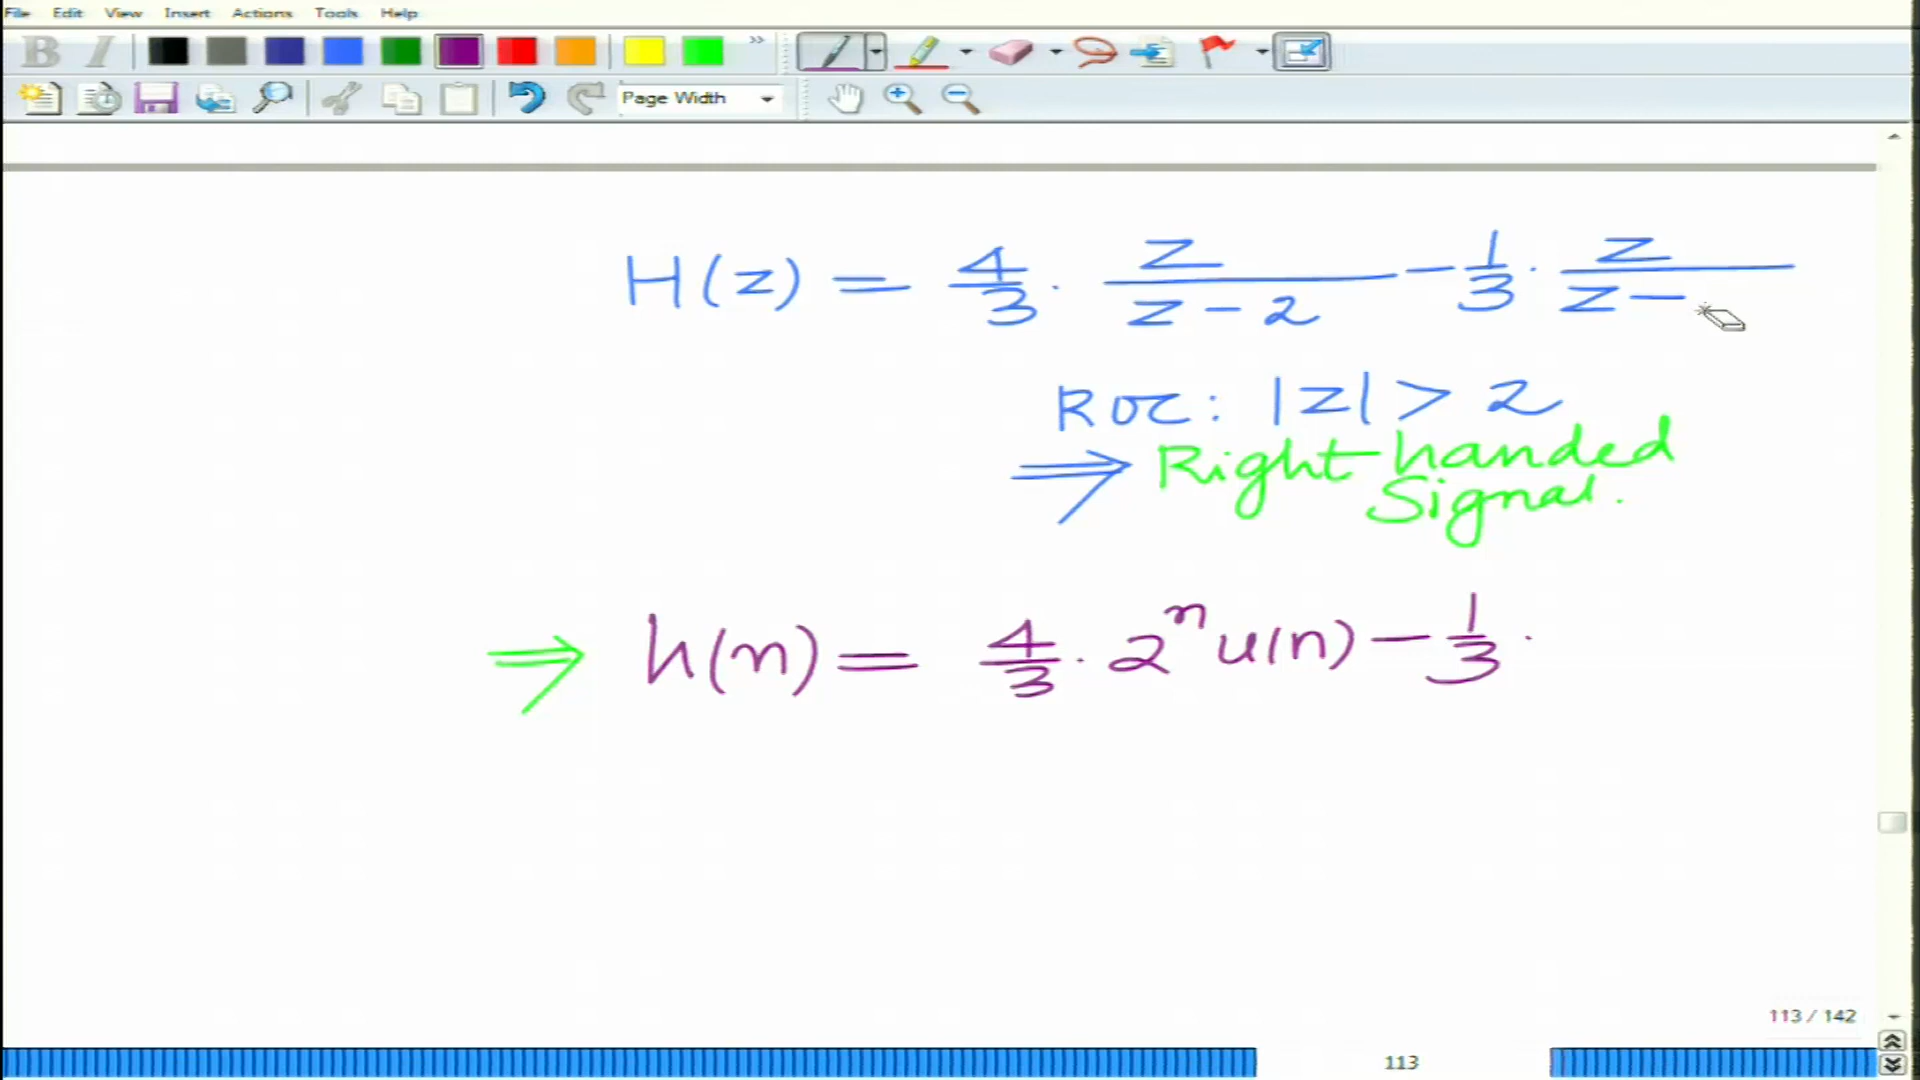 File Edit View Insert Actions Tools Help
B I »
Page Width
H(z) = 4/3 · z/(z-2) - 1/3 · z/(z-
ROC: |z| > 2
⇒ Right-handed
Signal.
⇒ h(n) = 4/3 · 2^n u(n) - 1/3 ·
113 / 142
113